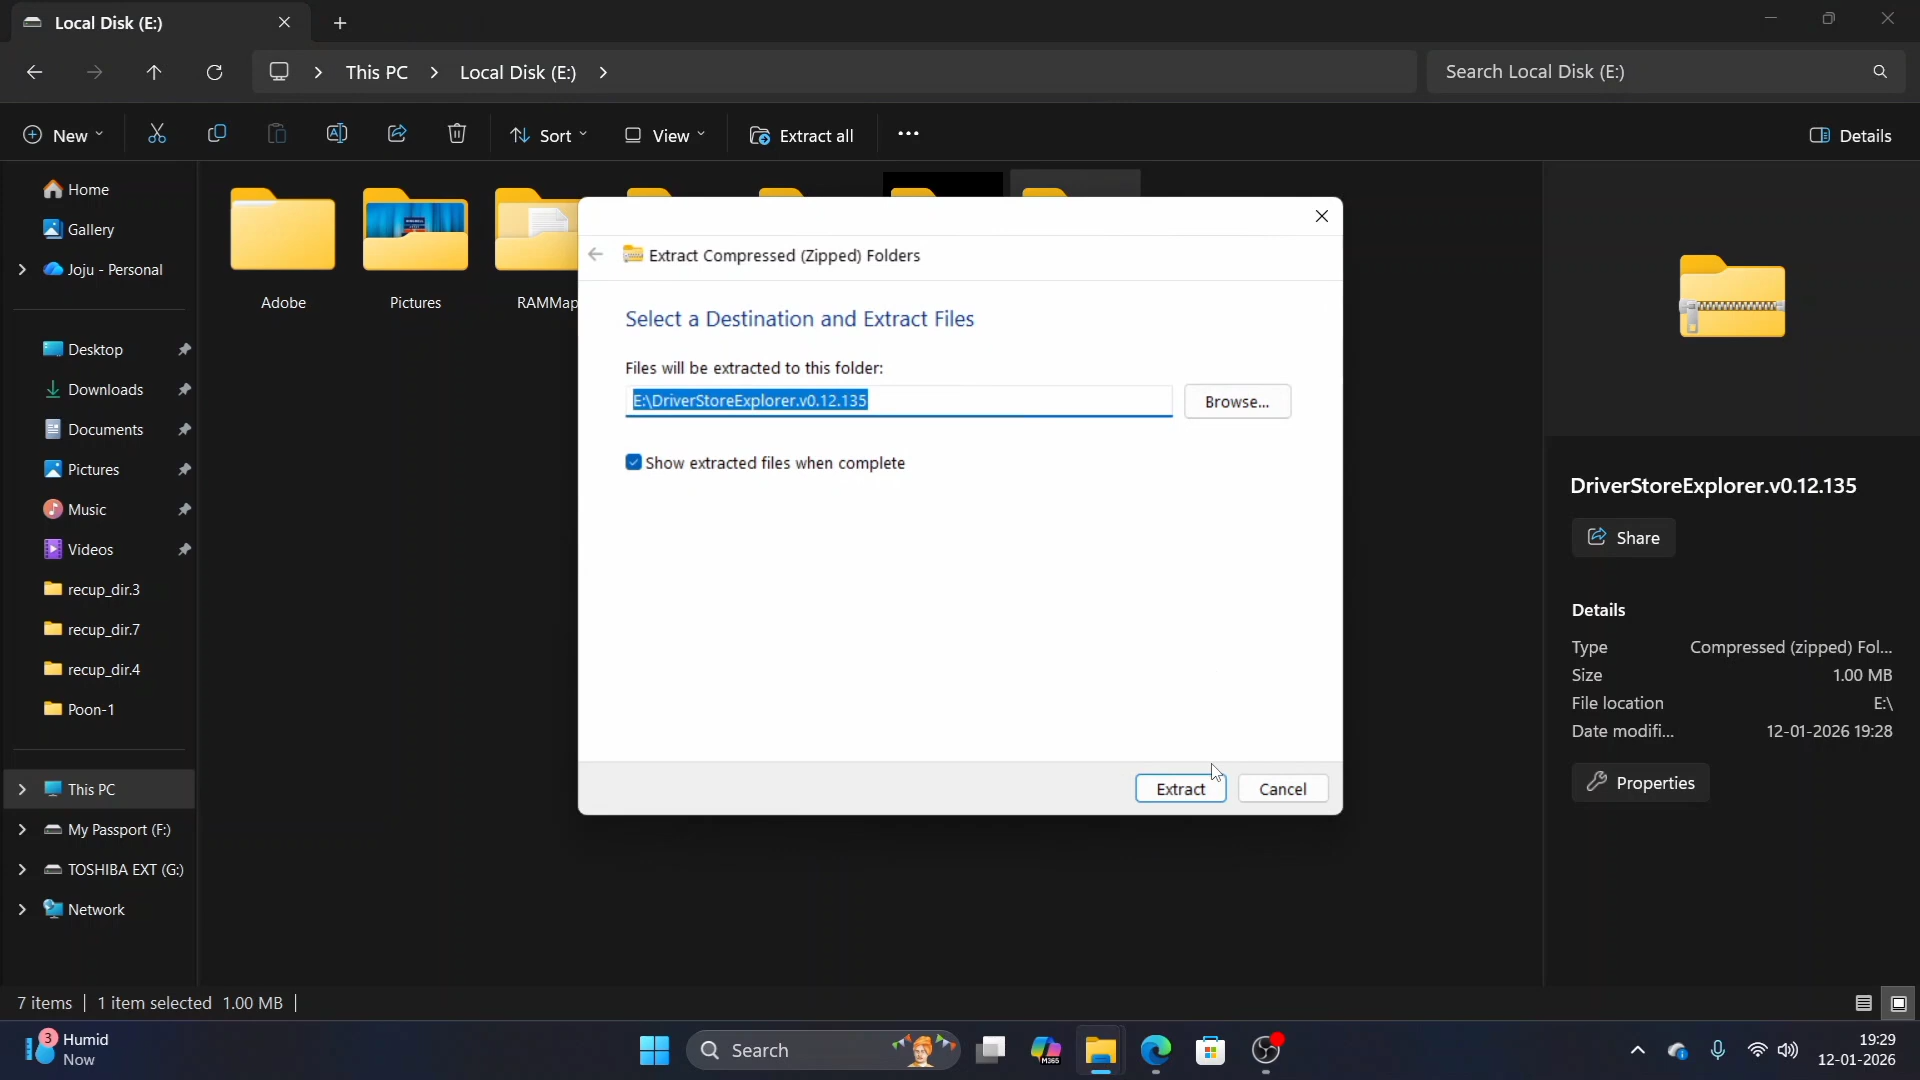 Local Disk (E:)
This PC
Local Disk (E:)
Search Local Disk (E:)
New
Sort
View
Extract all
Details
Home
Gallery
Joju - Personal
Desktop
Downloads
Documents
Pictures
Music
Videos
recup_dir.3
recup_dir.7
recup_dir.4
Poon-1
This PC
My Passport (F:)
TOSHIBA EXT (G:)
Network
Adobe
Pictures
RAMMap
Extract Compressed (Zipped) Folders
Select a Destination and Extract Files
Files will be extracted to this folder:
E:\DriverStoreExplorer.v0.12.135
Browse...
Show extracted files when complete
Extract
Cancel
DriverStoreExplorer.v0.12.135
Share
Details
Type Compressed (zipped) Fol...
Size 1.00 MB
File location E:\
Date modifi... 12-01-2026 19:28
Properties
7 items
1 item selected 1.00 MB
3
Humid
Now
Search
M365
19:29
12-01-2026